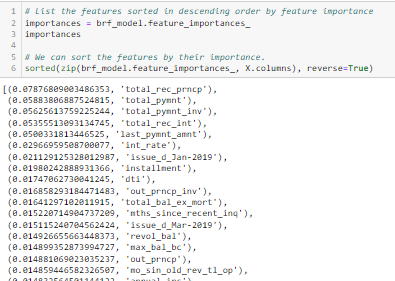 1 # List the features sorted in descending order by feature importance
2 importances = brf_model.feature_importances_
3 importances
4
5 # We can sort the features by their importance.
6 sorted(zip(brf_model.feature_importances_, X.columns), reverse=True)
[(0.07876809003486353, 'total_rec_prncp'),
(0.05883806887524815, 'total_pymnt'),
(0.05625613759225244, 'total_pymnt_inv'),
(0.05355513093134745, 'total_rec_int'),
(0.0500331813446525, 'last_pymnt_amnt'),
(0.02966959508700077, 'int_rate'),
(0.021129125328012987, 'issue_d_Jan-2019'),
(0.01980242888931366, 'installment'),
(0.01747062730041245, 'dti'),
(0.016858293184471483, 'out_prncp_inv'),
(0.01641297102011915, 'total_bal_ex_mort'),
(0.015220714904737209, 'mths_since_recent_inq'),
(0.015115240704562424, 'issue_d_Mar-2019'),
(0.014926655663448373, 'revol_bal'),
(0.014899352873994727, 'max_bal_bc'),
(0.014881069023035237, 'out_prncp'),
(0.014859446582326507, 'mo_sin_old_rev_tl_op'),